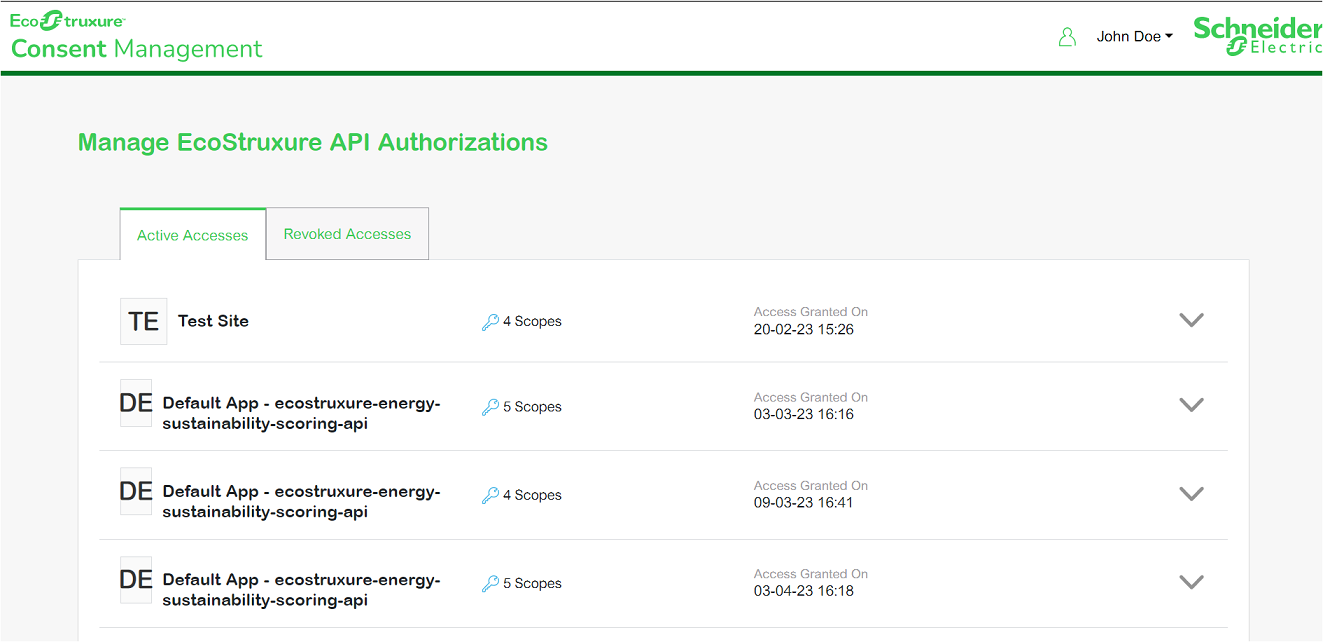 EcoStruxure
Consent Management
John Doe
Schneider
Electric
Manage EcoStruxure API Authorizations
Active Accesses
Revoked Accesses
TE
Test Site
4 Scopes
Access Granted On
20-02-23 15:26
DE
Default App - ecostruxure-energy-
sustainability-scoring-api
5 Scopes
Access Granted On
03-03-23 16:16
DE
Default App - ecostruxure-energy-
sustainability-scoring-api
4 Scopes
Access Granted On
09-03-23 16:41
DE
Default App - ecostruxure-energy-
sustainability-scoring-api
5 Scopes
Access Granted On
03-04-23 16:18